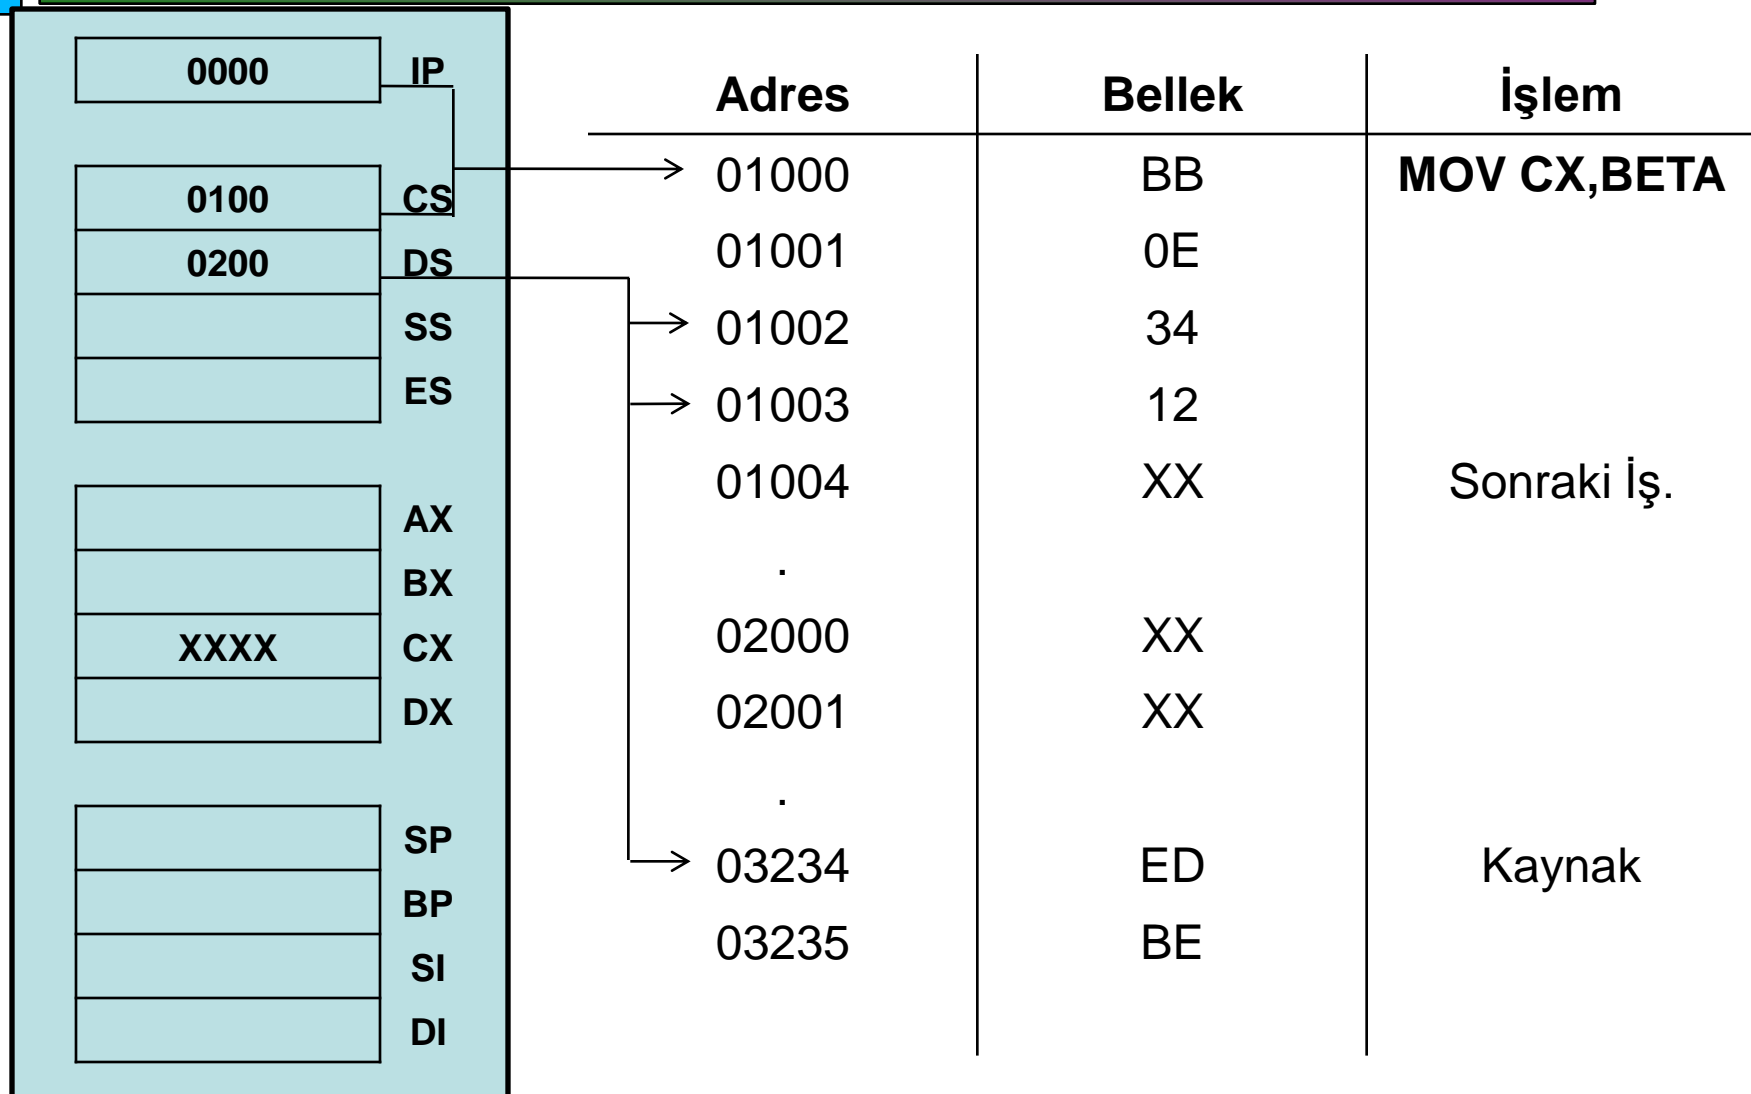 0000 IP
0100 CS
0200 DS
SS
ES
AX
BX
XXXX CX
DX
SP
BP
SI
DI
Adres Bellek İşlem
01000 BB MOV CX,BETA
01001 0E
01002 34
01003 12
01004 XX Sonraki İş.
.
02000 XX
02001 XX
.
03234 ED Kaynak
03235 BE